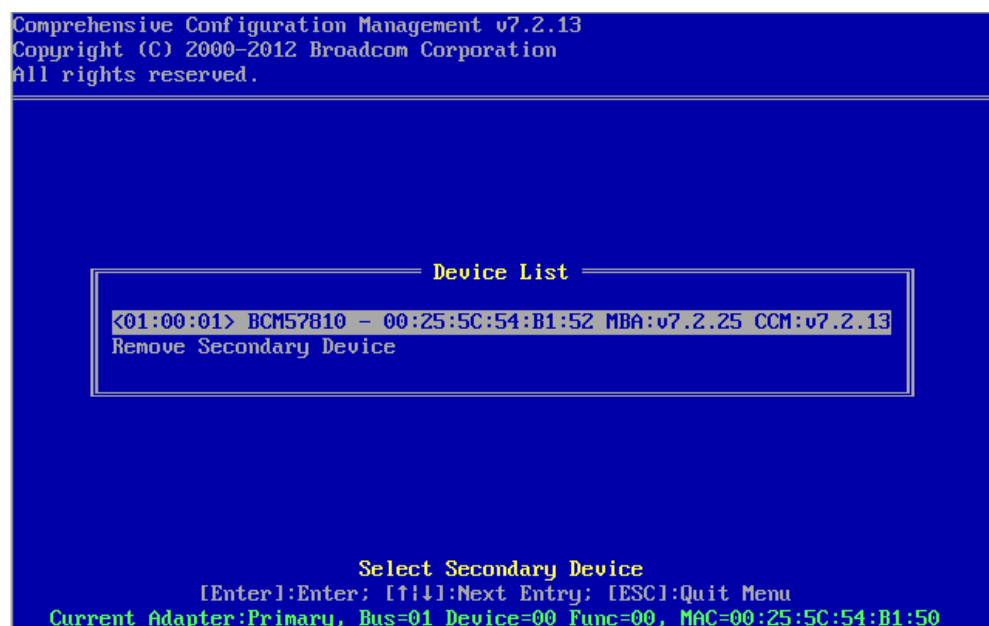 Comprehensive Configuration Management v7.2.13
Copyright (C) 2000-2012 Broadcom Corporation
All rights reserved.
Device List
<01:00:01> BCM57810 - 00:25:5C:54:B1:52 MBA:v7.2.25 CCM:v7.2.13
Remove Secondary Device
Select Secondary Device
[Enter]:Enter; [↑¦↓]:Next Entry; [ESC]:Quit Menu
Current Adapter:Primary, Bus=01 Device=00 Func=00, MAC=00:25:5C:54:B1:50